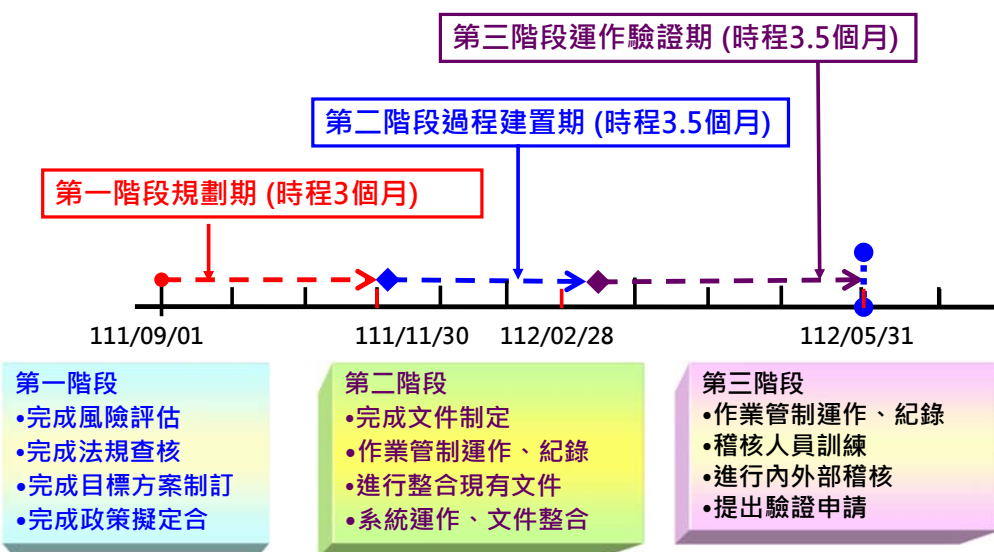 第三階段運作驗證期 (時程3.5個月)
第二階段過程建置期 (時程3.5個月)
第一階段規劃期 (時程3個月)
111/09/01
111/11/30
112/02/28
112/05/31
第一階段
•完成風險評估
•完成法規查核
•完成目標方案制訂
•完成政策擬定合
第二階段
•完成文件制定
•作業管制運作、紀錄
•進行整合現有文件
•系統運作、文件整合
第三階段
•作業管制運作、紀錄
•稽核人員訓練
•進行內外部稽核
•提出驗證申請